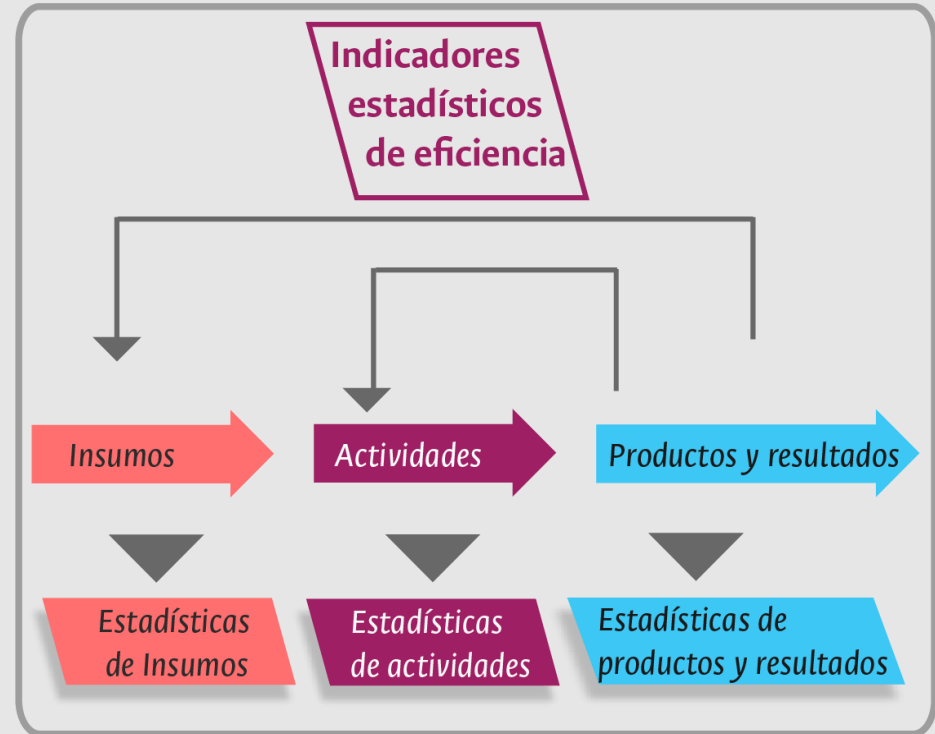 Indicadores
estadísticos
de eficiencia
Insumos
Actividades
Productos y resultados
Estadísticas
de Insumos
Estadísticas
de actividades
Estadísticas de
productos y resultados